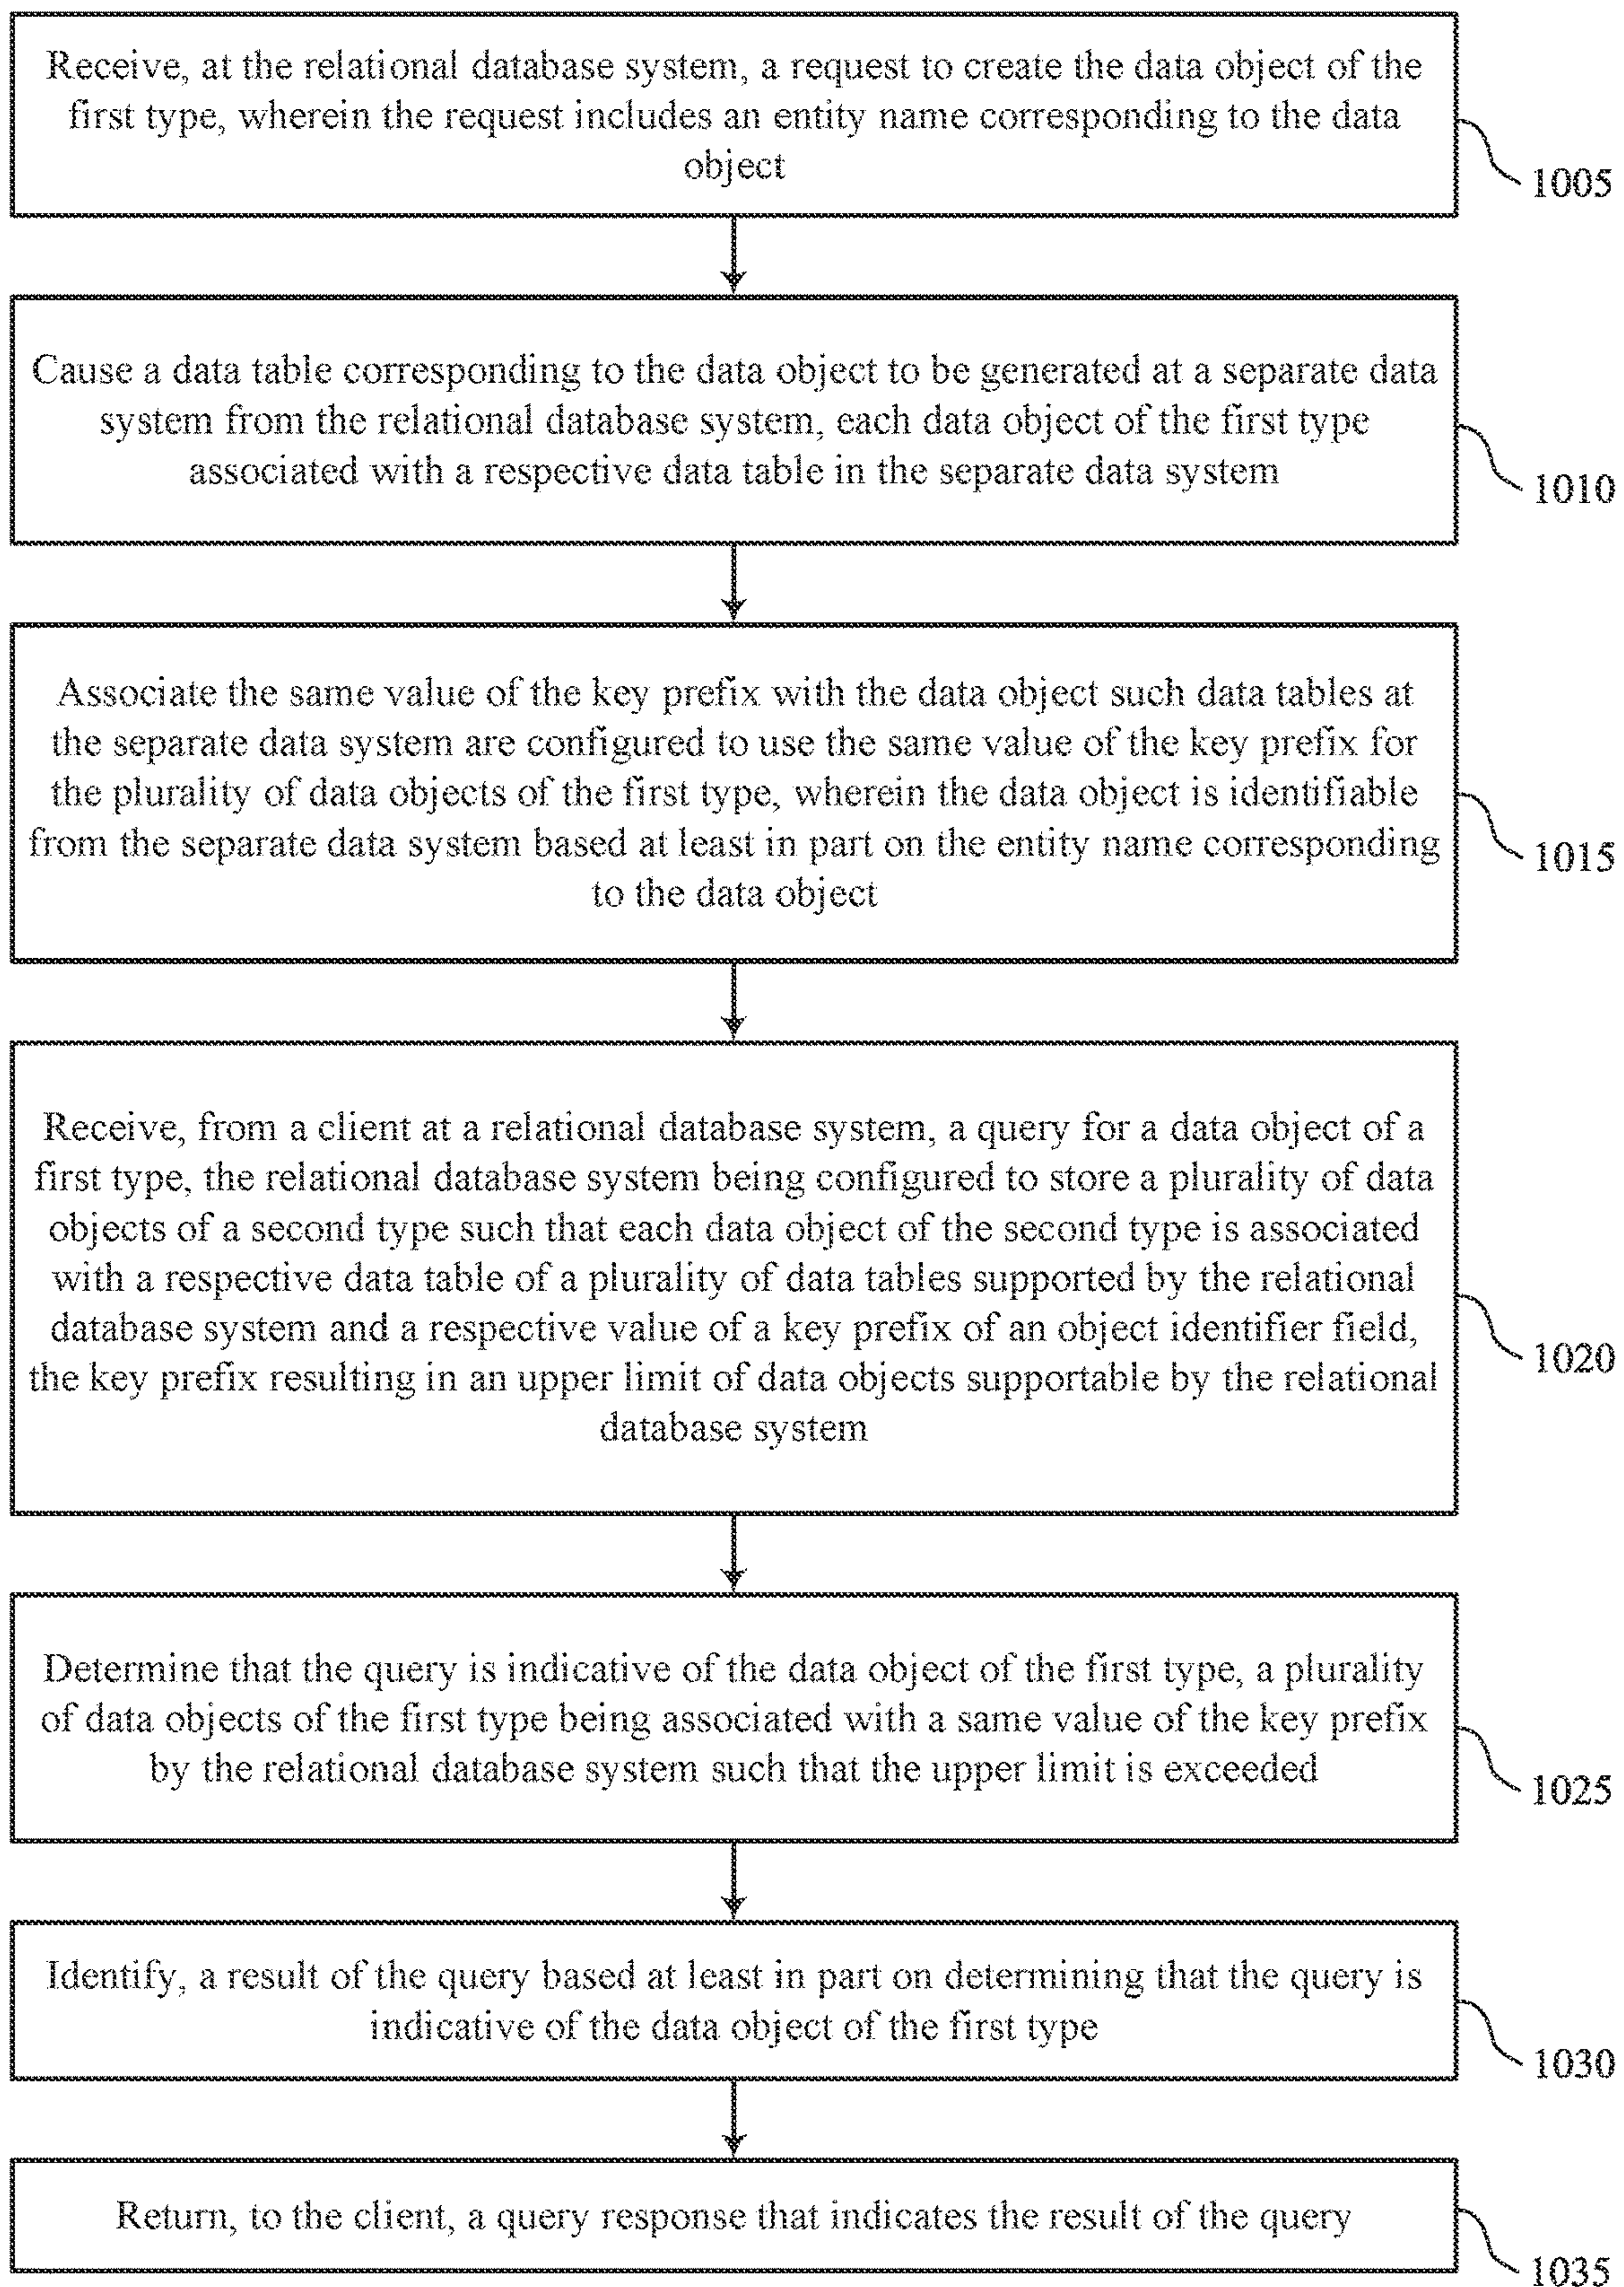 Receive, at the relational database system, a request to create the data object of the
first type, wherein the request includes an entity name corresponding to the data
object
1005
Cause a data table corresponding to the data object to be generated at a separate data
system from the relational database system, each data object of the first type
associated with a respective data table in the separate data system
1010
Associate the same value of the key prefix with the data object such data tables at
the separate data system are configured to use the same value of the key prefix for
the plurality of data objects of the first type, wherein the data object is identifiable
from the separate data system based at least in part on the entity name corresponding
to the data object
1015
Receive, from a client at a relational database system, a query for a data object of a
first type, the relational database system being configured to store a plurality of data
objects of a second type such that each data object of the second type is associated
with a respective data table of a plurality of data tables supported by the relational
database system and a respective value of a key prefix of an object identifier field,
the key prefix resulting in an upper limit of data objects supportable by the relational
database system
1020
Determine that the query is indicative of the data object of the first type, a plurality
of data objects of the first type being associated with a same value of the key prefix
by the relational database system such that the upper limit is exceeded
1025
Identify, a result of the query based at least in part on determining that the query is
indicative of the data object of the first type
1030
Return, to the client, a query response that indicates the result of the query
1035